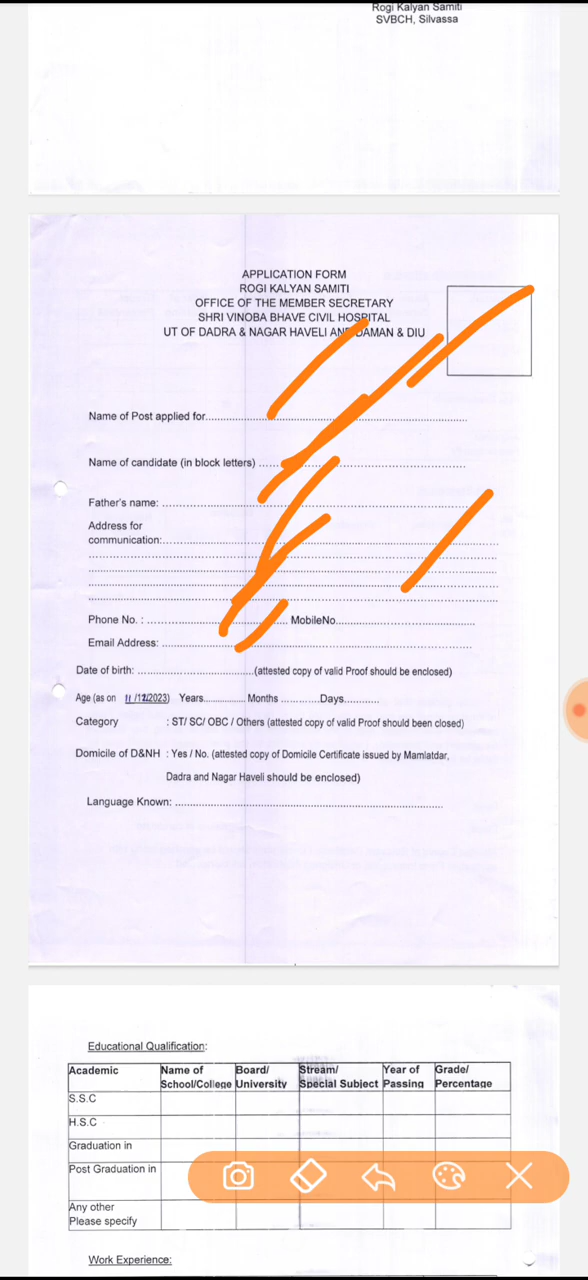 Rogi Kalyan Samiti
SVBCH, Silvassa
APPLICATION FORM
ROGI KALYAN SAMITI
OFFICE OF THE MEMBER SECRETARY
SHRI VINOBA BHAVE CIVIL HOSPITAL
UT OF DADRA & NAGAR HAVELI AND DAMAN & DIU
Name of Post applied for
Name of candidate (in block letters)
Father's name:
Address for
communication:
Phone No. : MobileNo.
Email Address:
Date of birth: (attested copy of valid Proof should be enclosed)
Age (as on 11/12/2023) Years Months Days
Category : ST/ SC/ OBC / Others (attested copy of valid Proof should been closed)
Domicile of D&NH : Yes / No. (attested copy of Domicile Certificate issued by Mamlatdar,
Dadra and Nagar Haveli should be enclosed)
Language Known:
Educational Qualification:
Academic Name of School/College Board/ University Stream/ Special Subject Year of Passing Grade/ Percentage
S.S.C
H.S.C
Graduation in
Post Graduation in
Any other
Please specify
Work Experience: